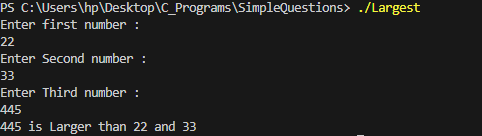 PS C:\Users\hp\Desktop\C_Programs\SimpleQuestions> ./Largest
Enter first number :
22
Enter Second number :
33
Enter Third number :
445
445 is Larger than 22 and 33